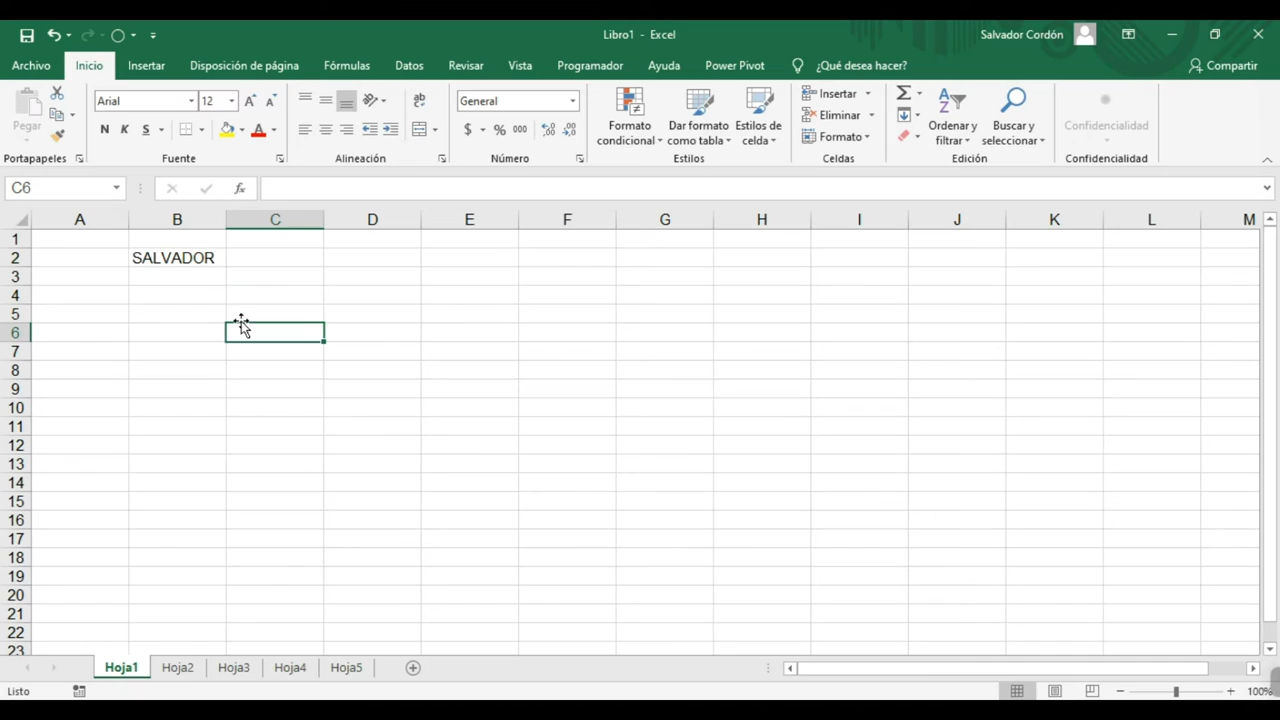 Libro1 - Excel
Salvador Cordón
Archivo Inicio Insertar Disposición de página Fórmulas Datos Revisar Vista Programador Ayuda Power Pivot ¿Qué desea hacer? Compartir
Pegar
Portapapeles
Arial 12
N K S
Fuente
Alineación
General
$ % 000
Número
Formato condicional
Dar formato como tabla
Estilos de celda
Estilos
Insertar
Eliminar
Formato
Celdas
Ordenar y filtrar
Buscar y seleccionar
Edición
Confidencialidad
Confidencialidad
C6 fx
A B C D E F G H I J K L M
1
2 SALVADOR
3
4
5
6
7
8
9
10
11
12
13
14
15
16
17
18
19
20
21
22
23
Hoja1 Hoja2 Hoja3 Hoja4 Hoja5
Listo 100%